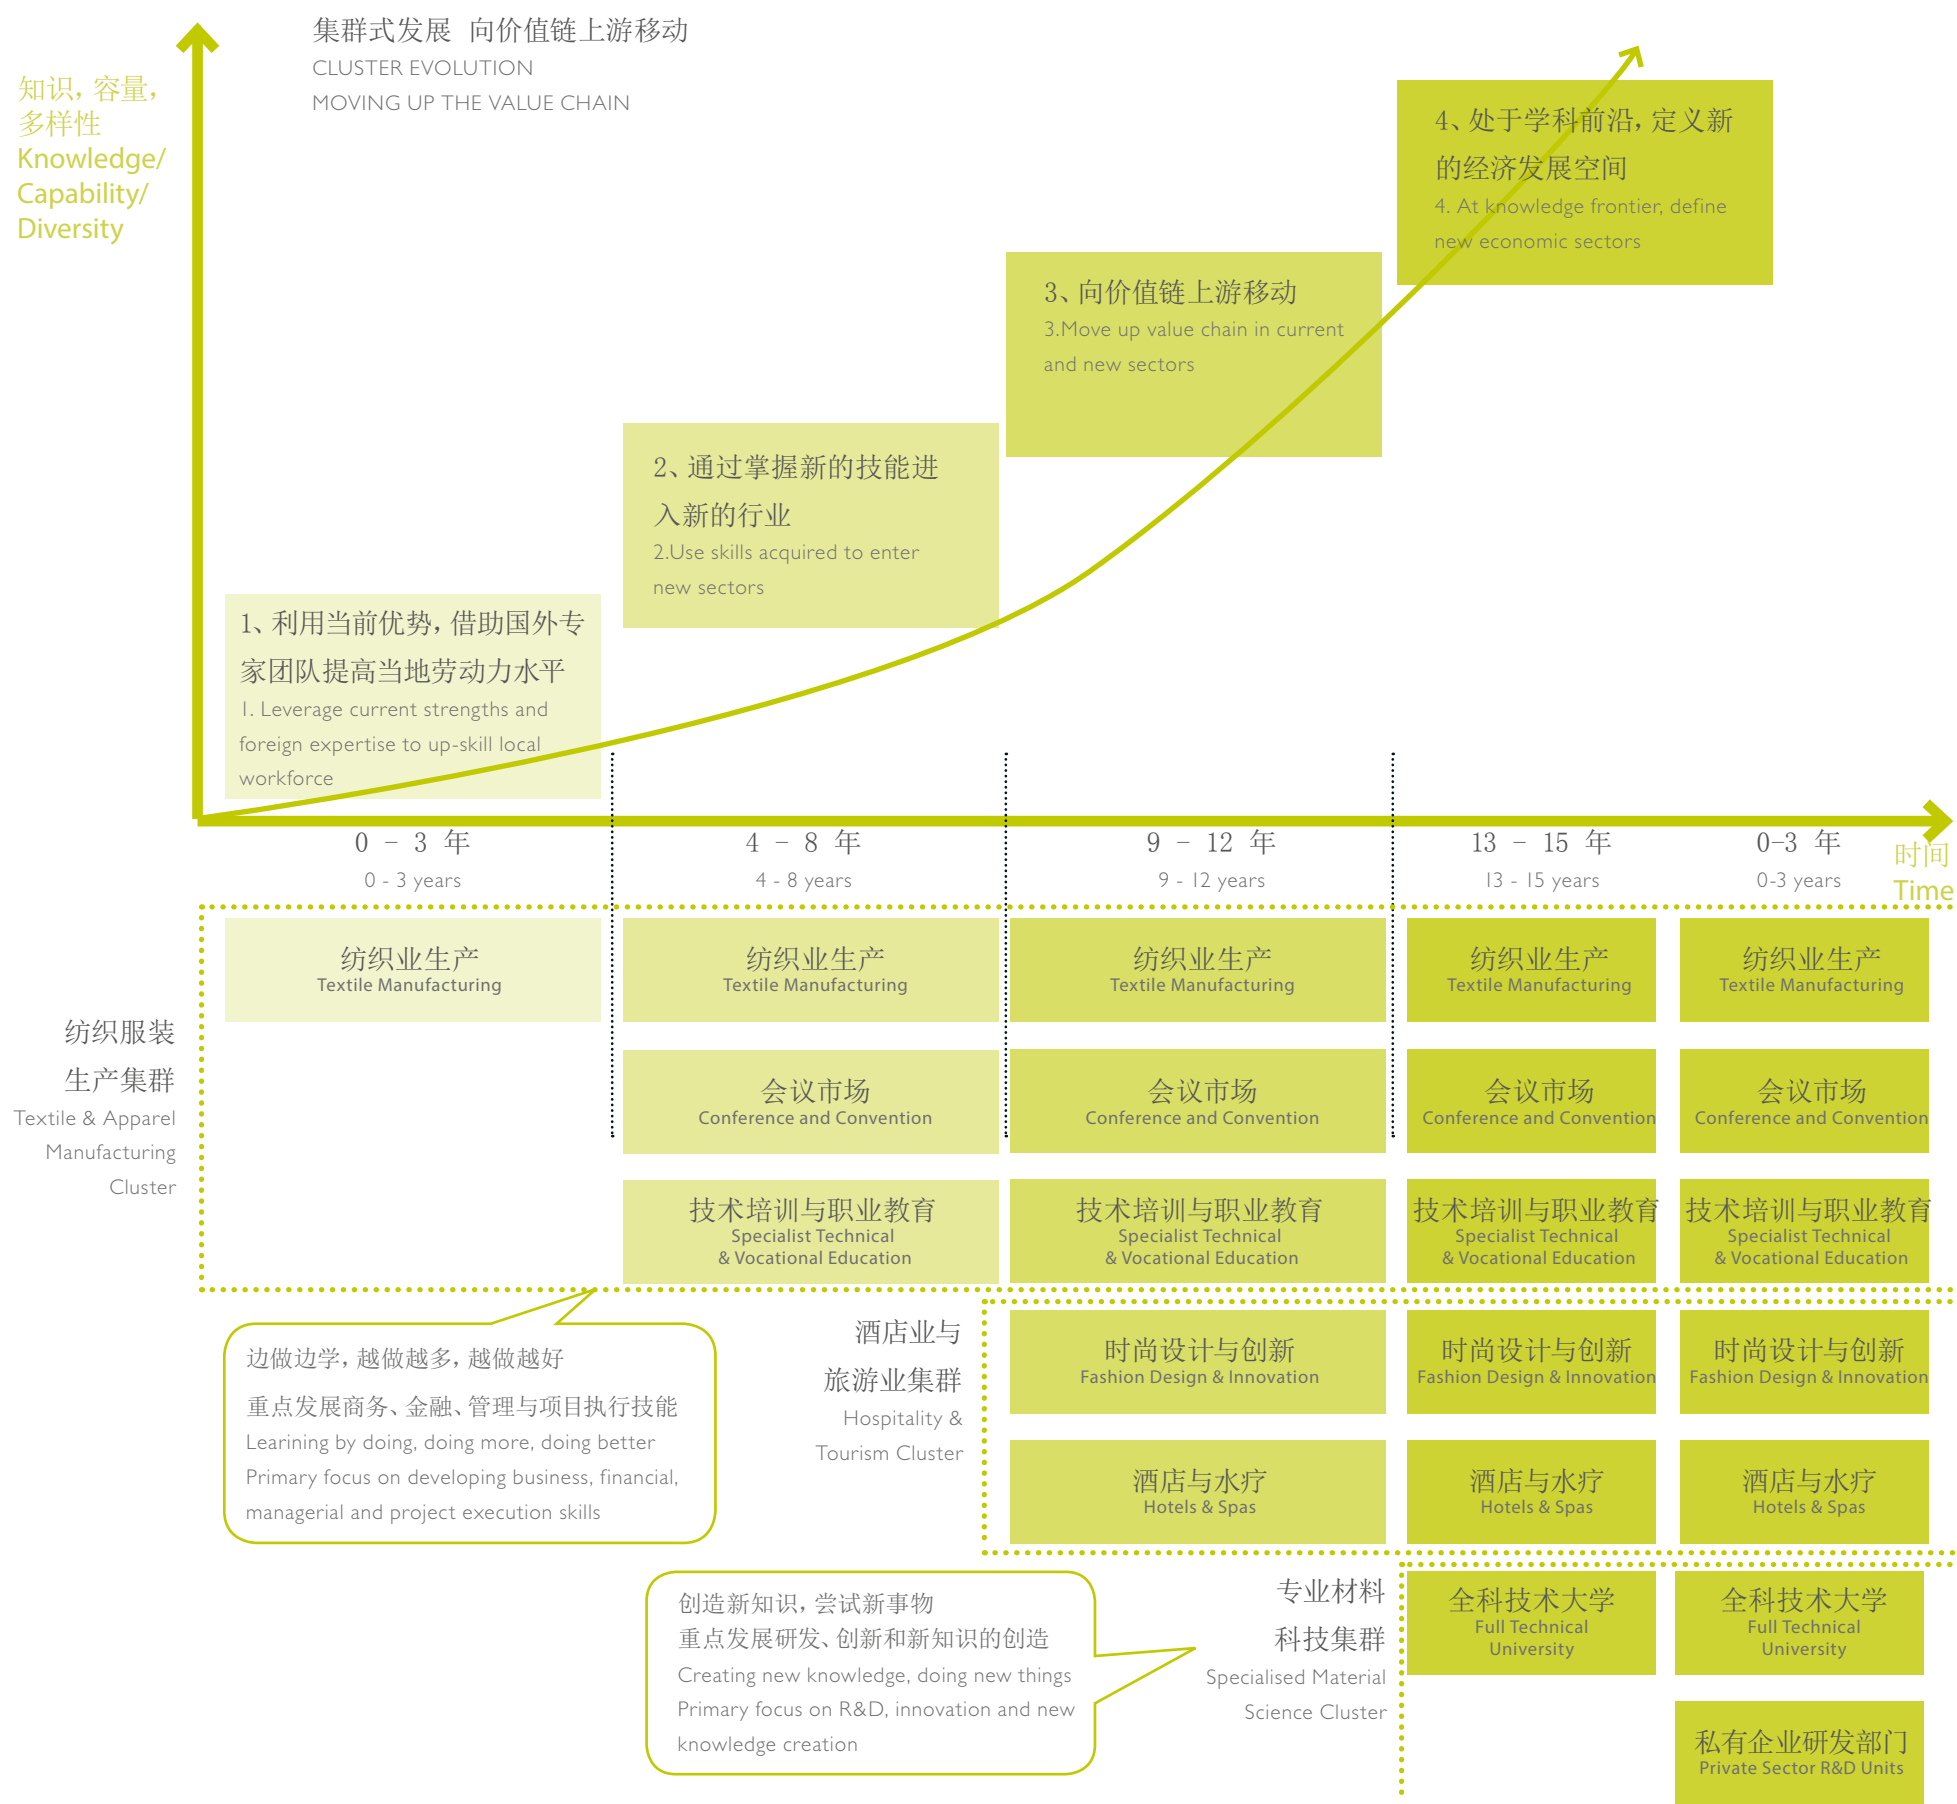 集群式发展 向价值链上游移动
CLUSTER EVOLUTION
MOVING UP THE VALUE CHAIN
知识，容量，
多样性
Knowledge/
Capability/
Diversity
4、处于学科前沿，定义新
的经济发展空间
4. At knowledge frontier, define
new economic sectors
3、向价值链上游移动
3.Move up value chain in current
and new sectors
2、通过掌握新的技能进
入新的行业
2.Use skills acquired to enter
new sectors
1、利用当前优势，借助国外专
家团队提高当地劳动力水平
1. Leverage current strengths and
foreign expertise to up-skill local
workforce
0 - 3 年
0 - 3 years
4 - 8 年
4 - 8 years
9 - 12 年
9 - 12 years
13 - 15 年
13 - 15 years
0-3 年
0-3 years
时间
Time
纺织服装
生产集群
Textile & Apparel
Manufacturing
Cluster
纺织业生产
Textile Manufacturing
纺织业生产
Textile Manufacturing
纺织业生产
Textile Manufacturing
纺织业生产
Textile Manufacturing
纺织业生产
Textile Manufacturing
会议市场
Conference and Convention
会议市场
Conference and Convention
会议市场
Conference and Convention
会议市场
Conference and Convention
技术培训与职业教育
Specialist Technical
& Vocational Education
技术培训与职业教育
Specialist Technical
& Vocational Education
技术培训与职业教育
Specialist Technical
& Vocational Education
技术培训与职业教育
Specialist Technical
& Vocational Education
边做边学，越做越多，越做越好
重点发展商务、金融、管理与项目执行技能
Learining by doing, doing more, doing better
Primary focus on developing business, financial,
managerial and project execution skills
酒店业与
旅游业集群
Hospitality &
Tourism Cluster
时尚设计与创新
Fashion Design & Innovation
时尚设计与创新
Fashion Design & Innovation
时尚设计与创新
Fashion Design & Innovation
酒店与水疗
Hotels & Spas
酒店与水疗
Hotels & Spas
酒店与水疗
Hotels & Spas
创造新知识，尝试新事物
重点发展研发、创新和新知识的创造
Creating new knowledge, doing new things
Primary focus on R&D, innovation and new
knowledge creation
专业材料
科技集群
Specialised Material
Science Cluster
全科技术大学
Full Technical
University
全科技术大学
Full Technical
University
私有企业研发部门
Private Sector R&D Units